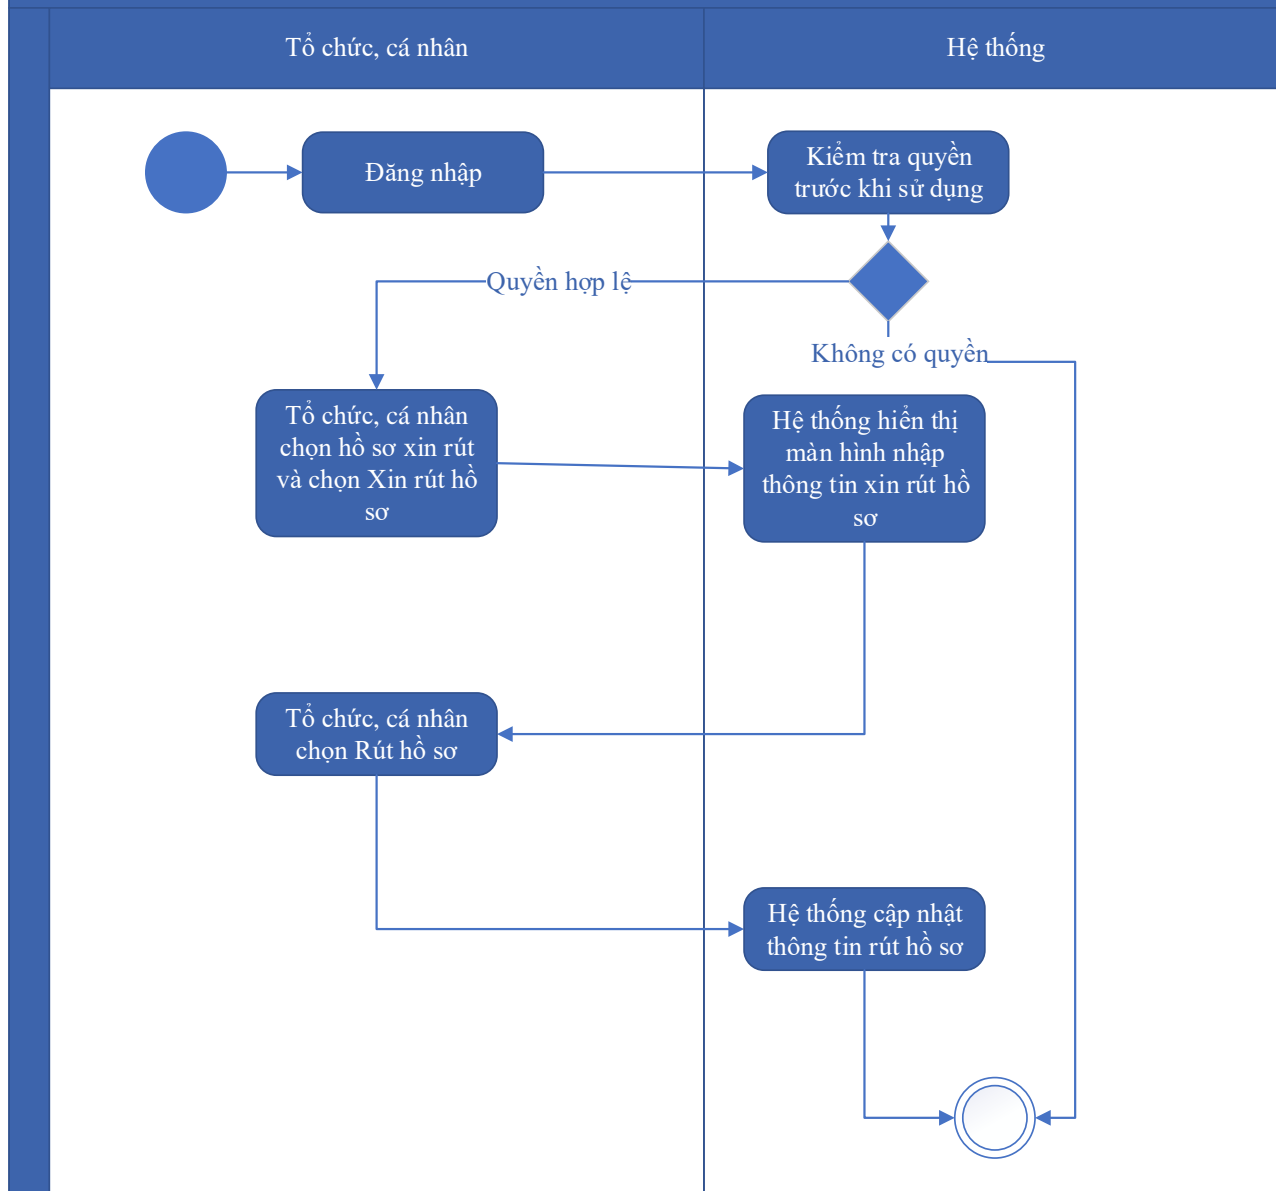 Tổ chức, cá nhân
Hệ thống
Đăng nhập
Kiểm tra quyền
trước khi sử dụng
Quyền hợp lệ
Không có quyền
Tổ chức, cá nhân
chọn hồ sơ xin rút
và chọn Xin rút hồ
sơ
Hệ thống hiển thị
màn hình nhập
thông tin xin rút hồ
sơ
Tổ chức, cá nhân
chọn Rút hồ sơ
Hệ thống cập nhật
thông tin rút hồ sơ